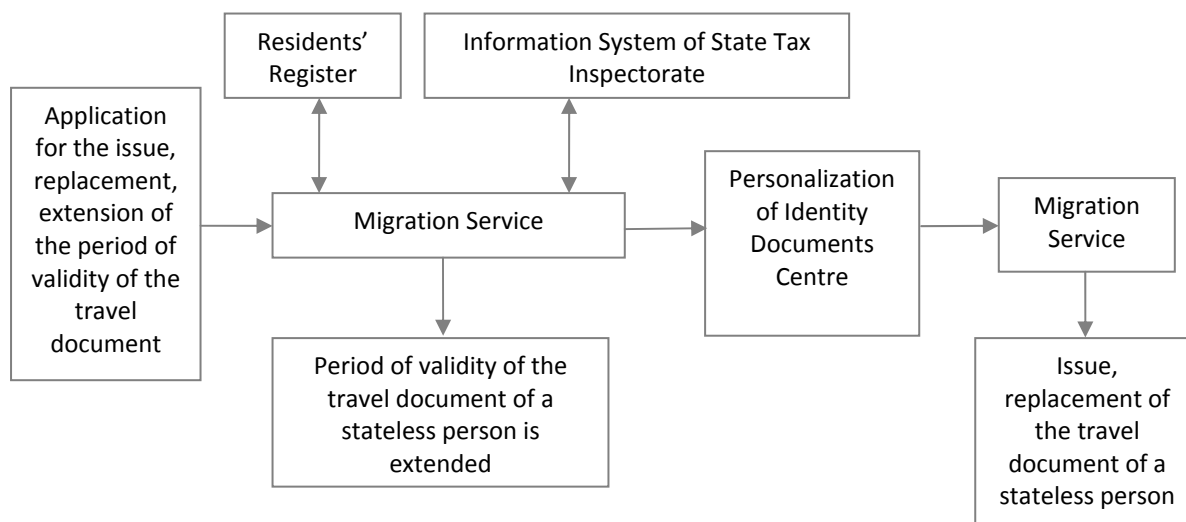 Residents’
Register
Information System of State Tax
Inspectorate
Application
for the issue,
replacement,
extension of
the period of
validity of the
travel
document
Migration Service
Personalization
of Identity
Documents
Centre
Migration
Service
Period of validity of the
travel document of a
stateless person is
extended
Issue,
replacement of
the travel
document of a
stateless person